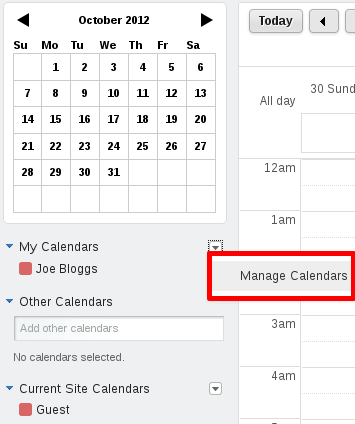 October 2012
Su Mo Tu We Th Fr Sa
1 2 3 4 5 6
7 8 9 10 11 12 13
14 15 16 17 18 19 20
21 22 23 24 25 26 27
28 29 30 31
My Calendars
Joe Bloggs
Other Calendars
Add other calendars
No calendars selected.
Current Site Calendars
Guest
Today
30 Sund
All day
12am
1am
Manage Calendars
3am
4am